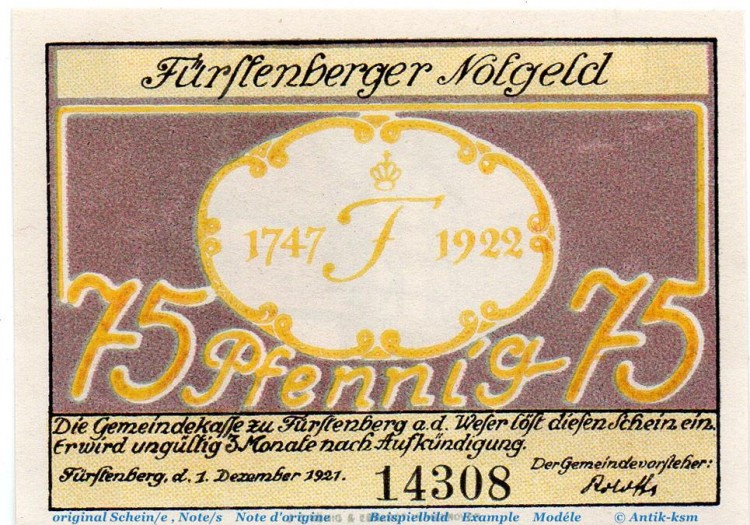 Fürstenberger Notgeld
1747 F 1922
75 Pfennig 75
Die Gemeindekasse zu Fürstenberg a.d. Weser löst diesen Schein ein.
Er wird ungültig 3 Monate nach Aufkündigung.
Fürstenberg, d. 1. Dezember 1921.
14308
Der Gemeindevorsteher:
original Schein/e , Note/s Note d'origine Beispielbild Example Modéle © Antik-ksm